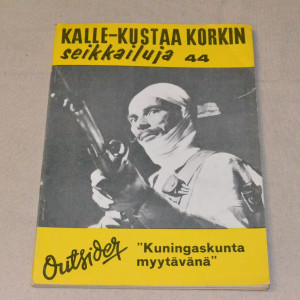 KALLE-KUSTAA KORKIN
seikkailuja 44
Outsider
"Kuningaskunta
myytävänä"